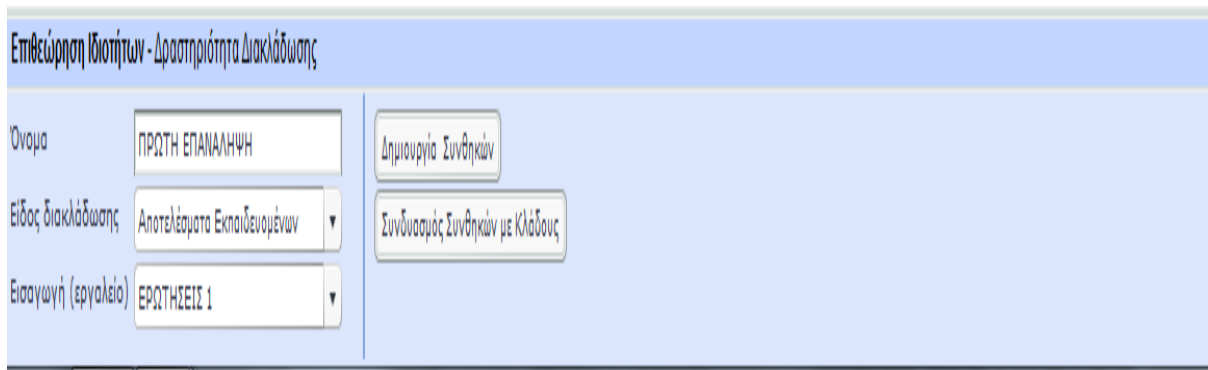 Επιθεώρηση Ιδιοτήτων - Δραστηριότητα Διακλάδωσης
Όνομα ΠΡΩΤΗ ΕΠΑΝΑΛΗΨΗ
Δημιουργία Συνθηκών
Είδος διακλάδωσης Αποτελέσματα Εκπαιδευομένων
Συνδυασμός Συνθηκών με Κλάδους
Εισαγωγή (εργαλείο) ΕΡΩΤΗΣΕΙΣ 1